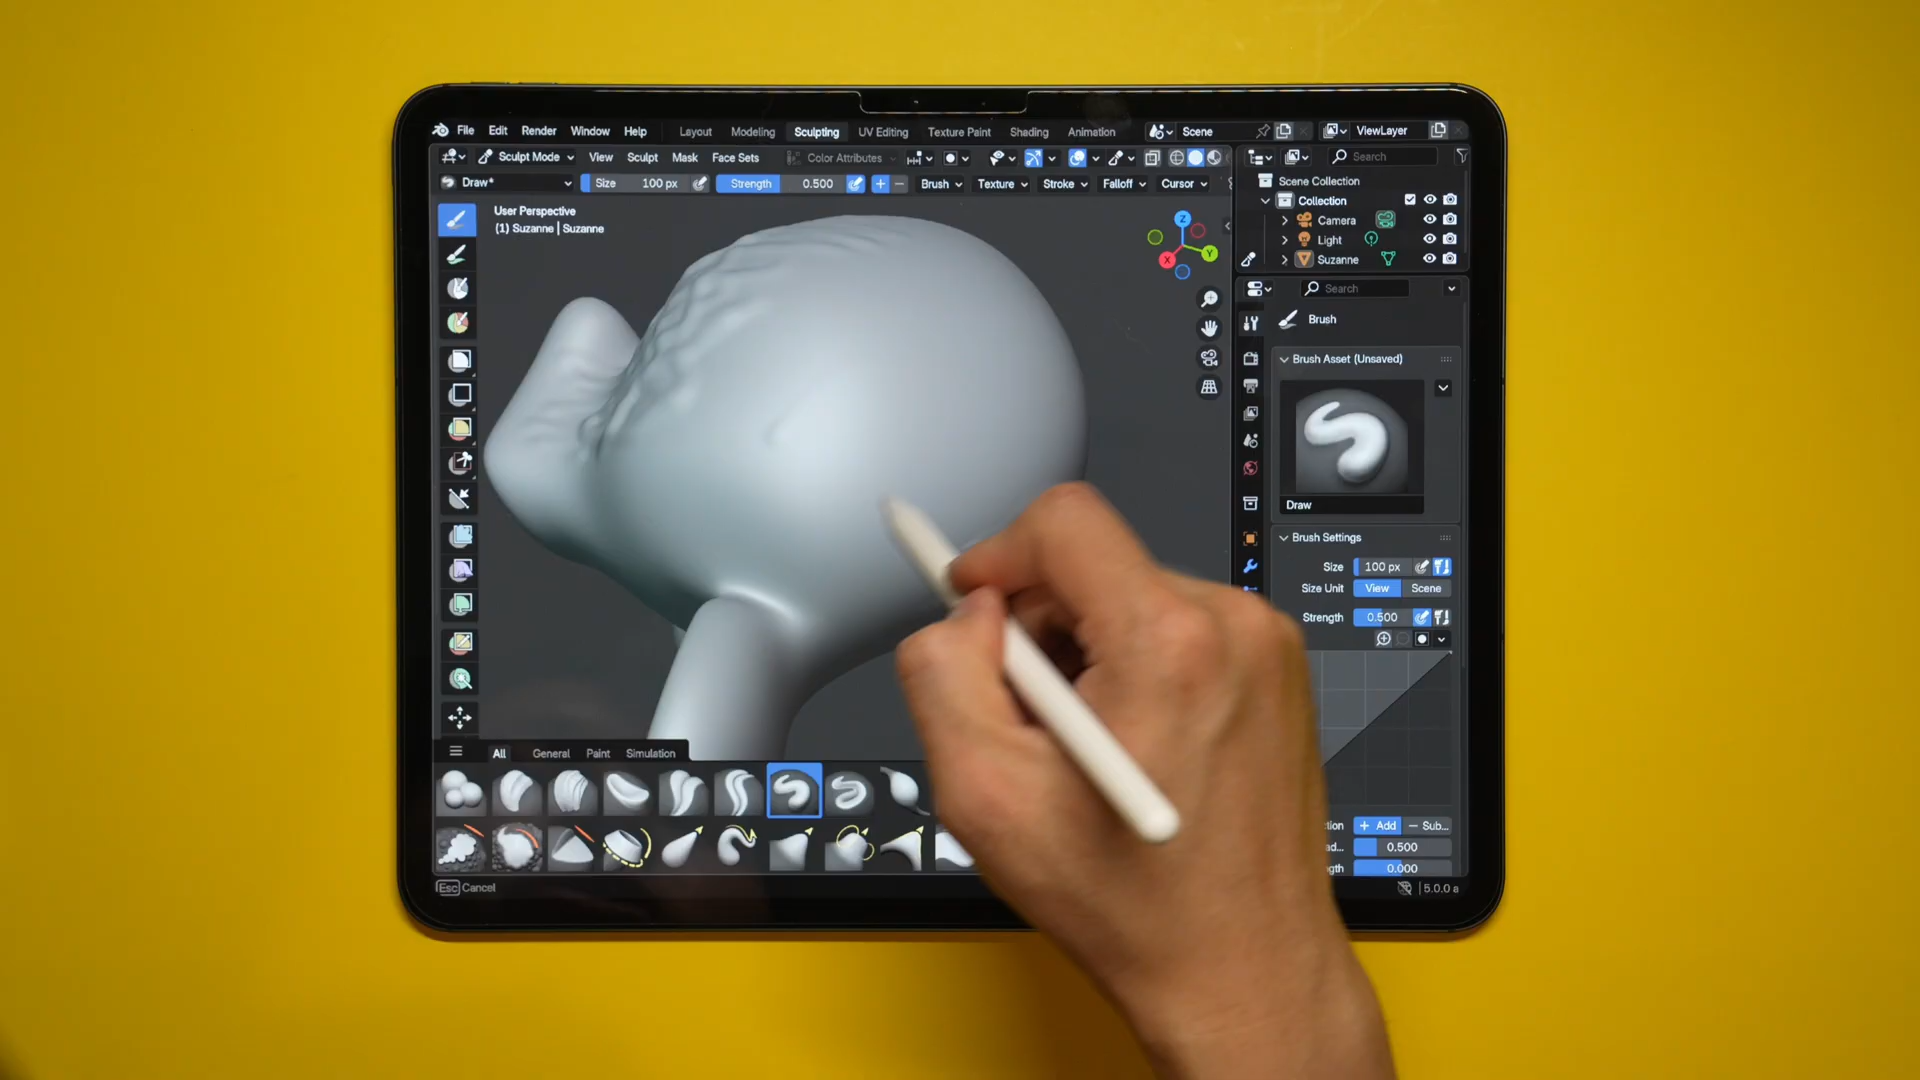 File Edit Render Window Help Layout Modeling Sculpting UV Editing Texture Paint Shading Animation Scene ViewLayer
Sculpt Mode View Sculpt Mask Face Sets Color Attributes Search
Draw* Size 100 px Strength 0.500 + − Brush Texture Stroke Falloff Cursor
User Perspective
(1) Suzanne | Suzanne
Z
Y
X
Scene Collection
Collection
Camera
Light
Suzanne
Search
Brush
Brush Asset (Unsaved)
Draw
Brush Settings
Size 100 px
Size Unit View Scene
Strength 0.500
All General Paint Simulation
tion + Add − Sub...
ad... 0.500
ngth 0.000
Esc Cancel
5.0.0 a